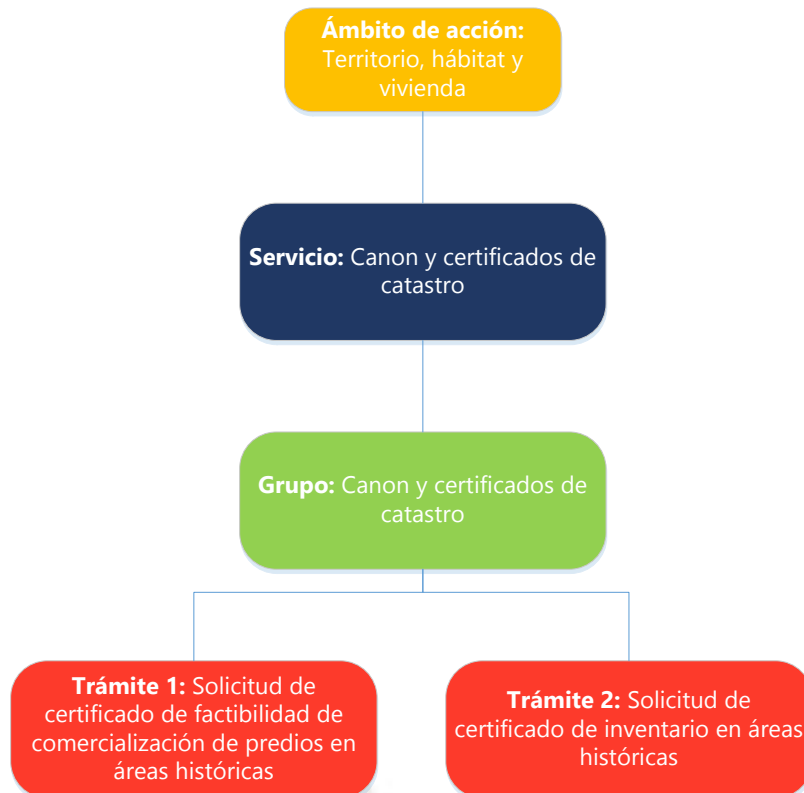 Ámbito de acción:
Territorio, hábitat y
vivienda
Servicio: Canon y certificados de
catastro
Grupo: Canon y certificados de
catastro
Trámite 1: Solicitud de
certificado de factibilidad de
comercialización de predios en
áreas históricas
Trámite 2: Solicitud de
certificado de inventario en áreas
históricas